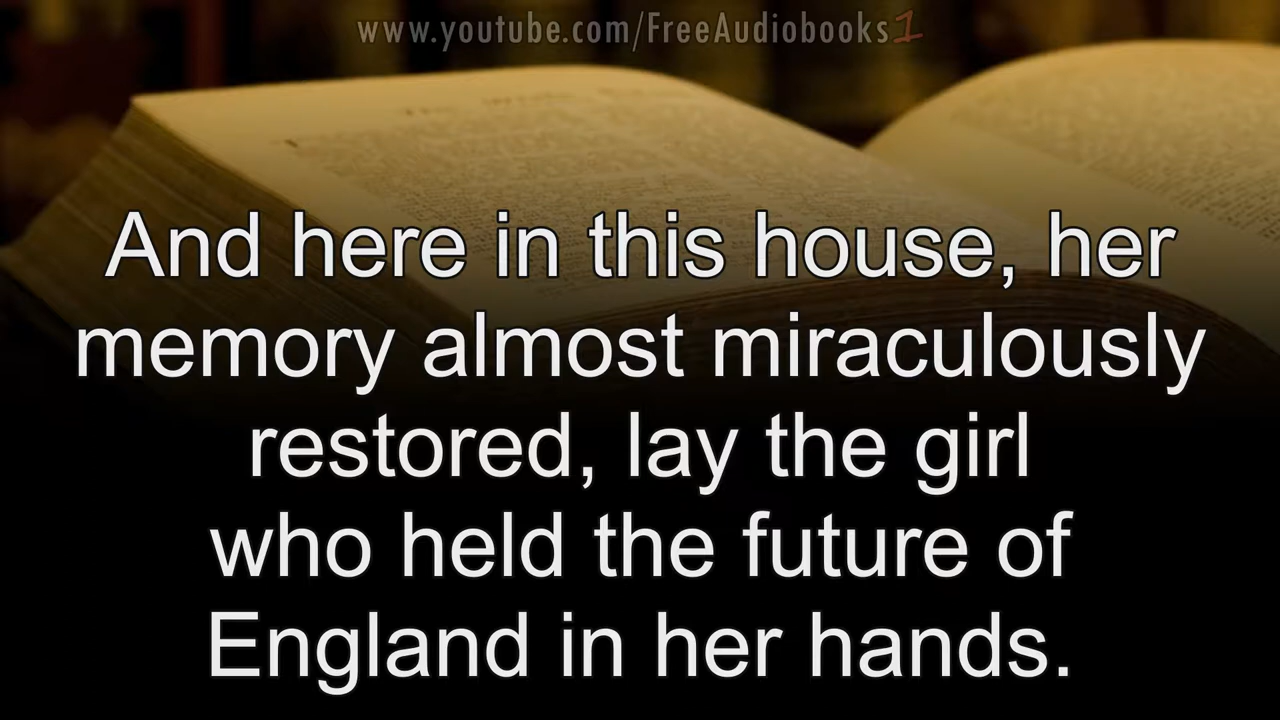 www.youtube.com/FreeAudiobooks1
And here in this house, her
memory almost miraculously
restored, lay the girl
who held the future of
England in her hands.